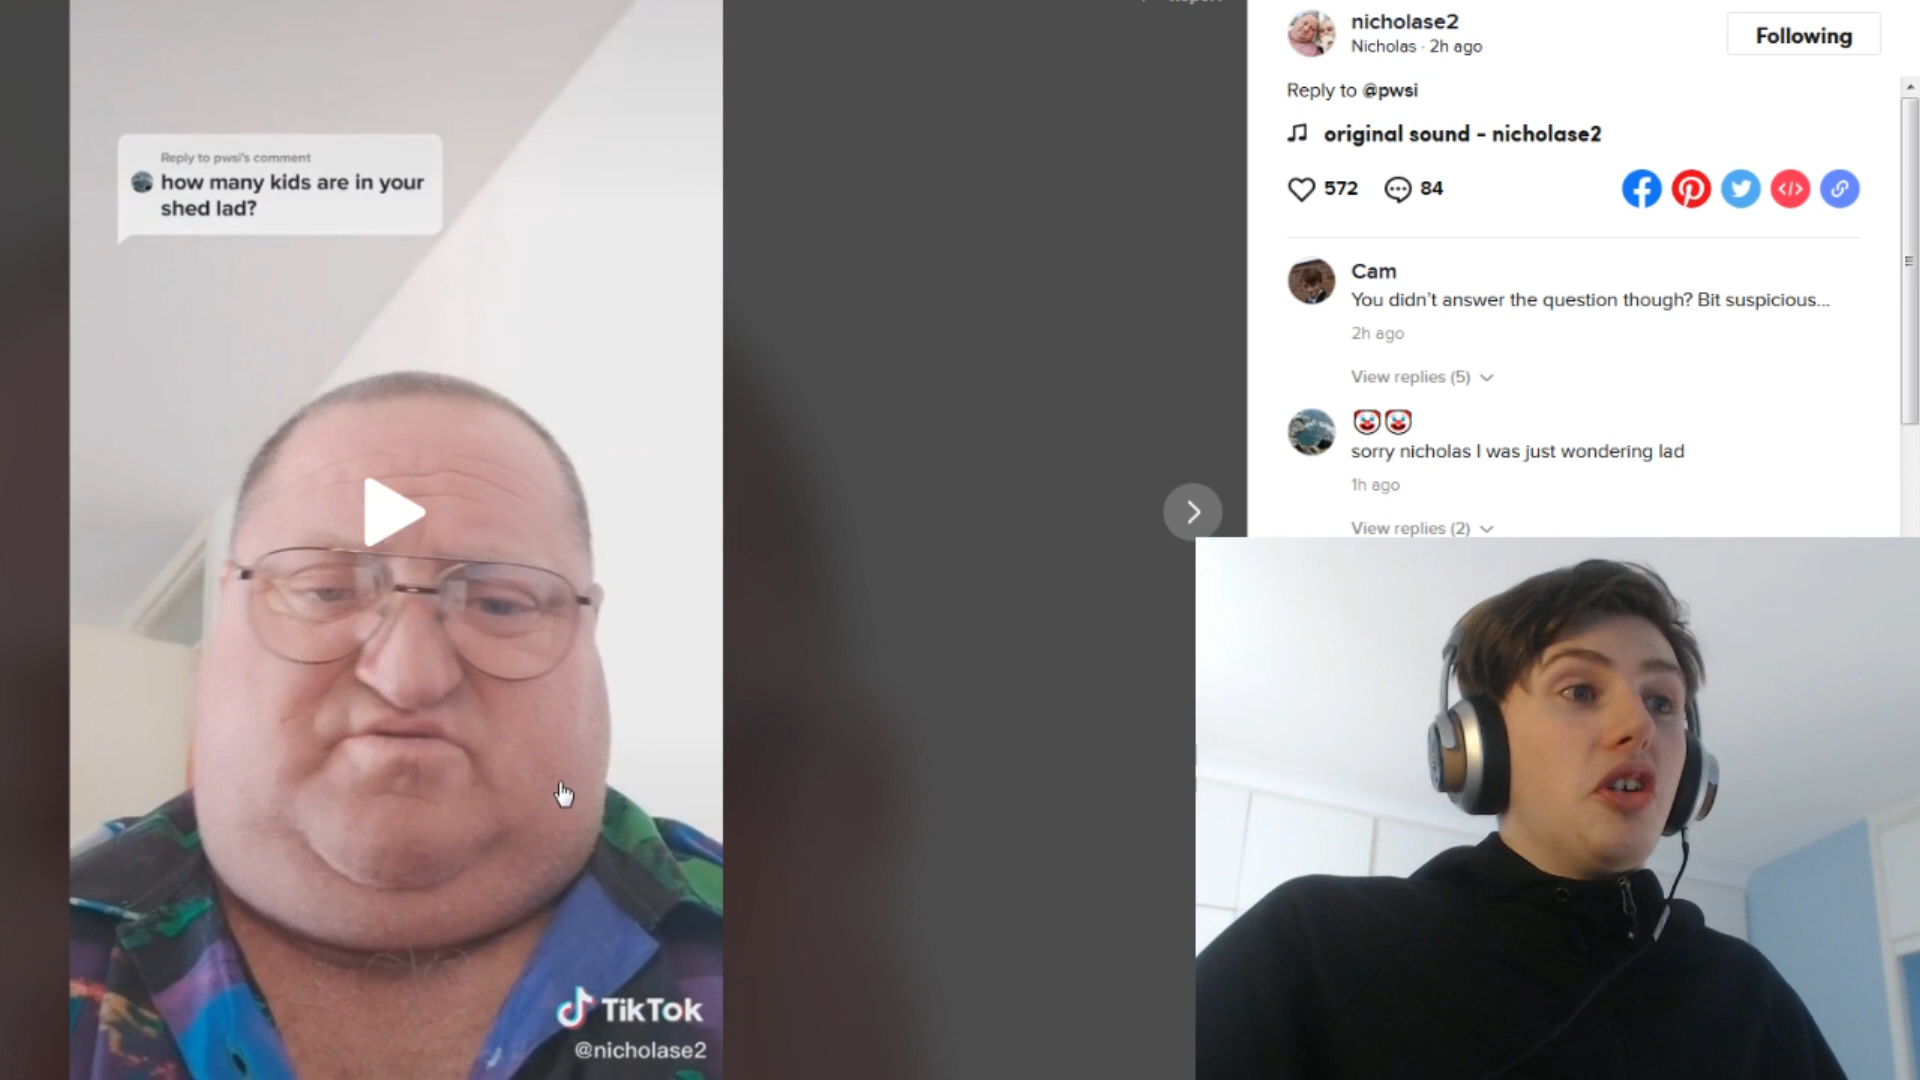 Reply to pwsi's comment
how many kids are in your
shed lad?
TikTok
@nicholase2
nicholase2
Nicholas · 2h ago
Following
Reply to @pwsi
original sound - nicholase2
572
84
Cam
You didn't answer the question though? Bit suspicious...
2h ago
View replies (5)
sorry nicholas I was just wondering lad
1h ago
View replies (2)